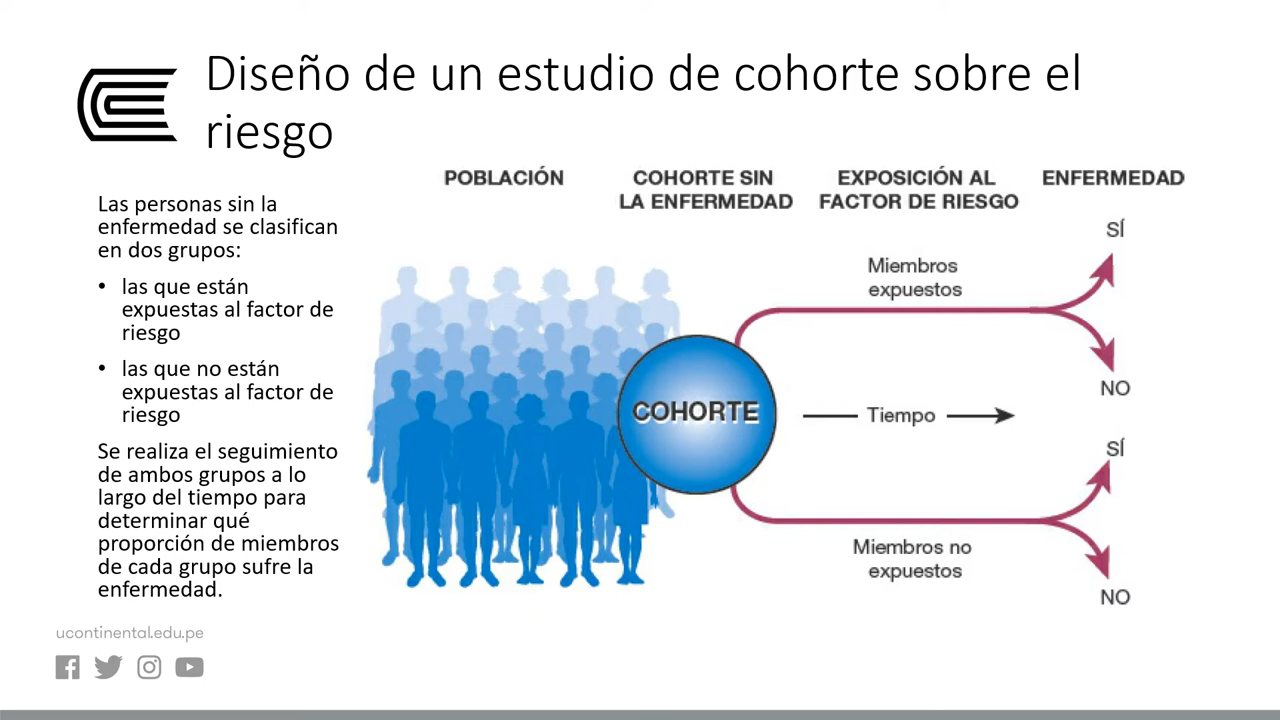 Diseño de un estudio de cohorte sobre el
riesgo
Las personas sin la
enfermedad se clasifican
en dos grupos:
• las que están
expuestas al factor de
riesgo
• las que no están
expuestas al factor de
riesgo
Se realiza el seguimiento
de ambos grupos a lo
largo del tiempo para
determinar qué
proporción de miembros
de cada grupo sufre la
enfermedad.
POBLACIÓN
COHORTE SIN
LA ENFERMEDAD
EXPOSICIÓN AL
FACTOR DE RIESGO
ENFERMEDAD
SÍ
Miembros
expuestos
NO
COHORTE
Tiempo
SÍ
Miembros no
expuestos
NO
ucontinental.edu.pe